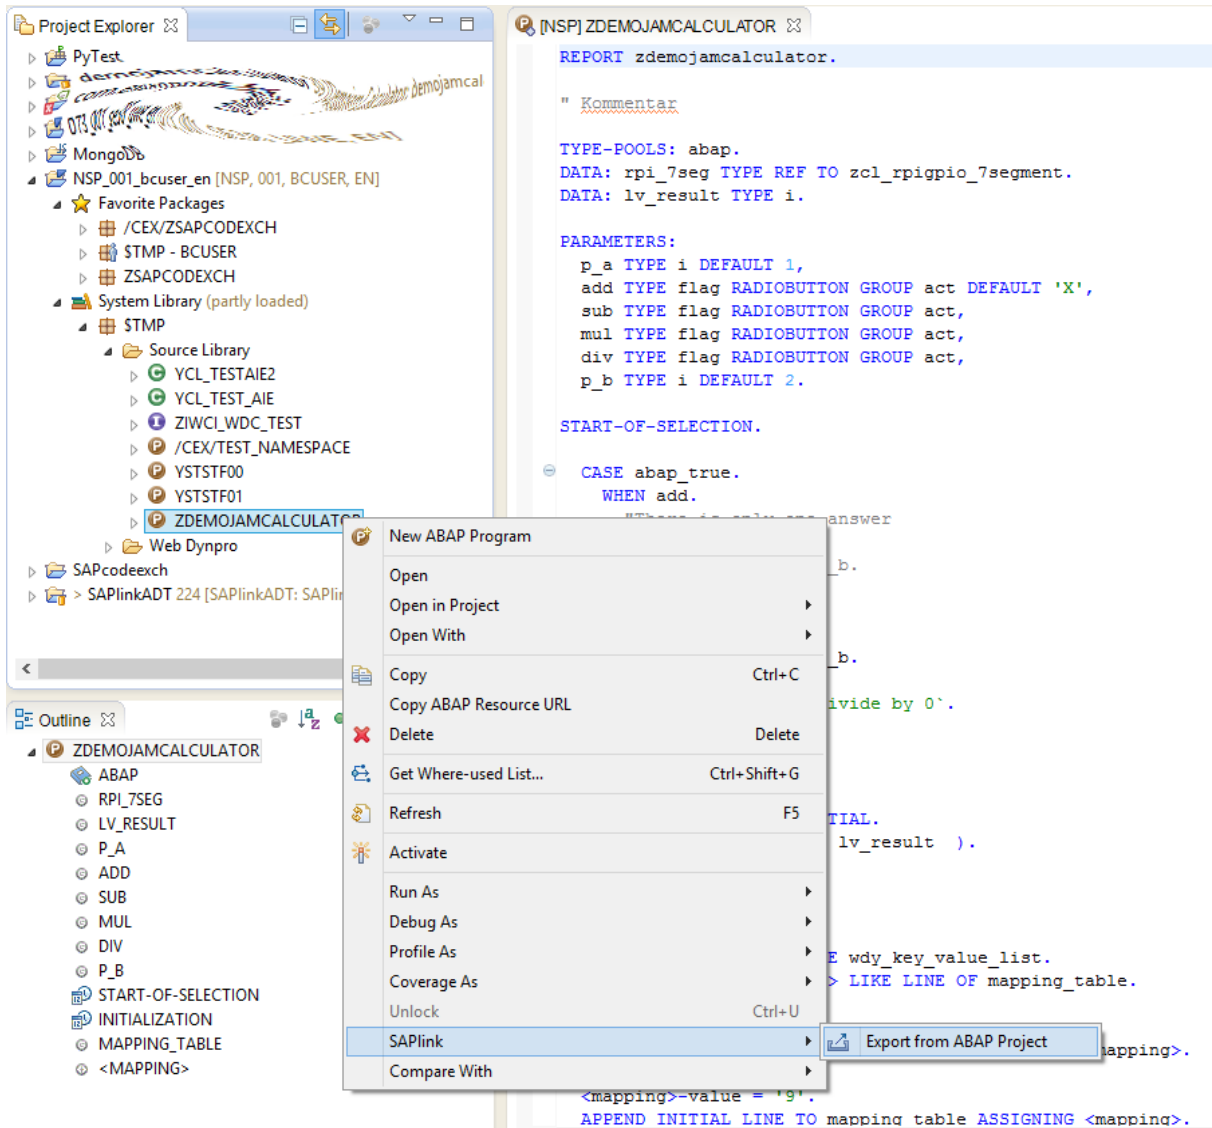 Project Explorer
PyTest
demojamcal
MongoDB
NSP_001_bcuser_en [NSP, 001, BCUSER, EN]
Favorite Packages
/CEX/ZSAPCODEXCH
$TMP - BCUSER
ZSAPCODEXCH
System Library (partly loaded)
$TMP
Source Library
YCL_TESTAIE2
YCL_TEST_AIE
ZIWCI_WDC_TEST
/CEX/TEST_NAMESPACE
YSTSTF00
YSTSTF01
ZDEMOJAMCALCULATOR
Web Dynpro
SAPcodeexch
> SAPlinkADT 224 [SAPlinkADT:
Outline
ZDEMOJAMCALCULATOR
ABAP
RPI_7SEG
LV_RESULT
P_A
ADD
SUB
MUL
DIV
P_B
START-OF-SELECTION
INITIALIZATION
MAPPING_TABLE
<MAPPING>
New ABAP Program
Open
Open in Project
Open With
Copy Ctrl+C
Copy ABAP Resource URL
Delete Delete
Get Where-used List... Ctrl+Shift+G
Refresh F5
Activate
Run As
Debug As
Profile As
Coverage As
Unlock Ctrl+U
SAPlink
Compare With
Export from ABAP Project
[NSP] ZDEMOJAMCALCULATOR
REPORT zdemojamcalculator.
" Kommentar
TYPE-POOLS: abap.
DATA: rpi_7seg TYPE REF TO zcl_rpigpio_7segment.
DATA: lv_result TYPE i.
PARAMETERS:
p_a TYPE i DEFAULT 1,
add TYPE flag RADIOBUTTON GROUP act DEFAULT 'X',
sub TYPE flag RADIOBUTTON GROUP act,
mul TYPE flag RADIOBUTTON GROUP act,
div TYPE flag RADIOBUTTON GROUP act,
p_b TYPE i DEFAULT 2.
START-OF-SELECTION.
CASE abap_true.
WHEN add.
"There is only one answer
_b.
_b.
ivide by 0`.
TIAL.
lv_result ).
E wdy_key_value_list.
> LIKE LINE OF mapping_table.
mapping>.
<mapping>-value = '9'.
APPEND INITIAL LINE TO mapping_table ASSIGNING <mapping>.